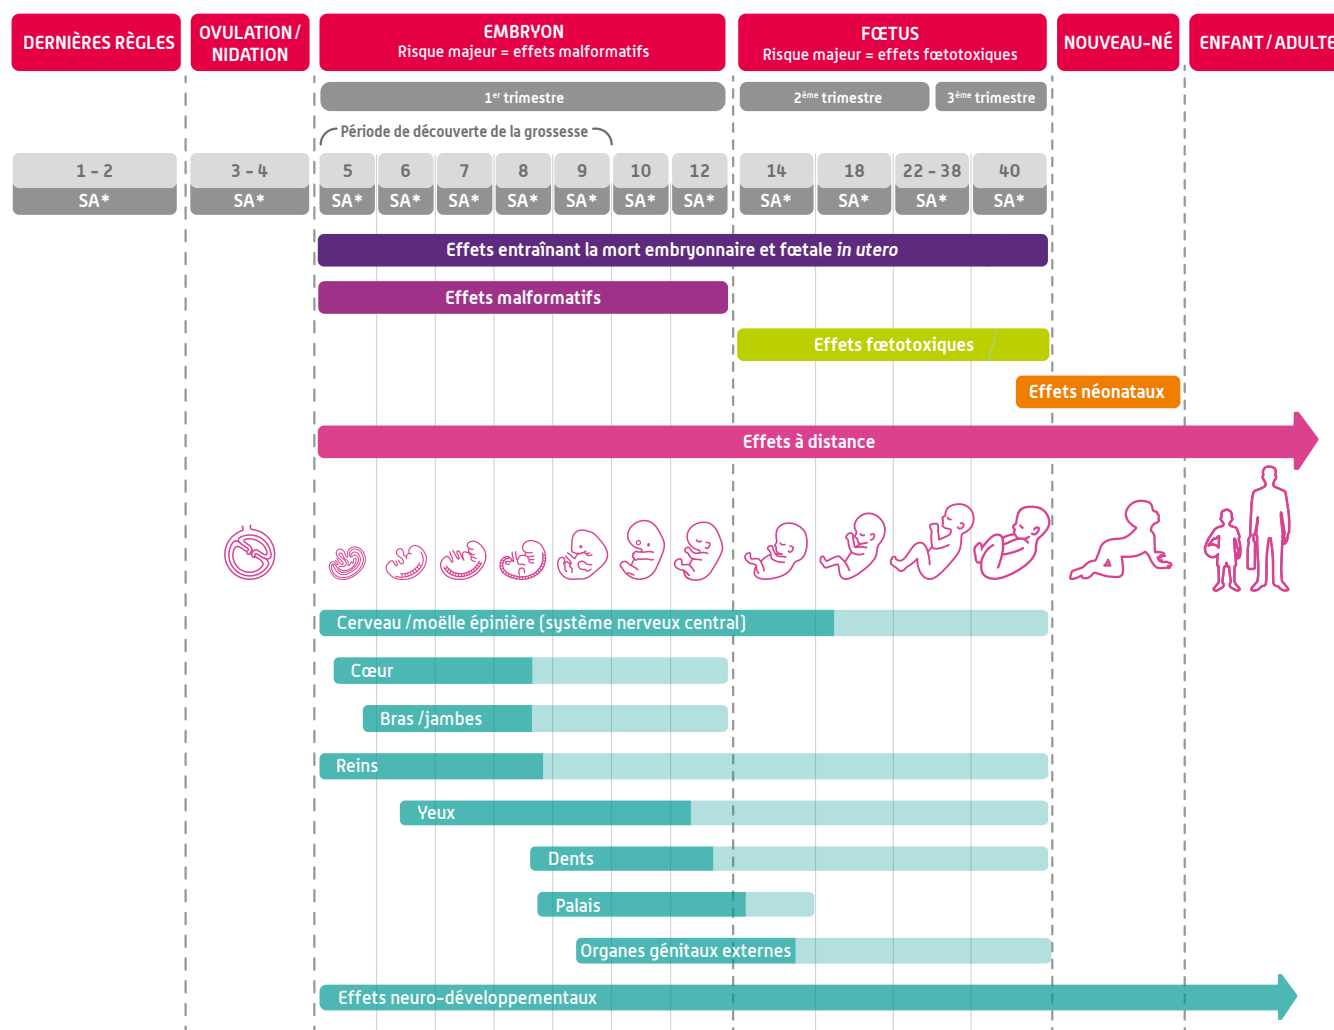 DERNIÈRES RÈGLES
OVULATION / NIDATION
EMBRYON
Risque majeur = effets malformatifs
FŒTUS
Risque majeur = effets fœtotoxiques
NOUVEAU-NÉ
ENFANT / ADULTE
1er trimestre
2ème trimestre
3ème trimestre
Période de découverte de la grossesse
1 - 2
3 - 4
5
6
7
8
9
10
12
14
18
22 - 38
40
SA*
SA*
SA*
SA*
SA*
SA*
SA*
SA*
SA*
SA*
SA*
SA*
SA*
Effets entraînant la mort embryonnaire et fœtale in utero
Effets malformatifs
Effets fœtotoxiques
Effets néonataux
Effets à distance
Cerveau /moëlle épinière (système nerveux central)
Cœur
Bras /jambes
Reins
Yeux
Dents
Palais
Organes génitaux externes
Effets neuro-développementaux